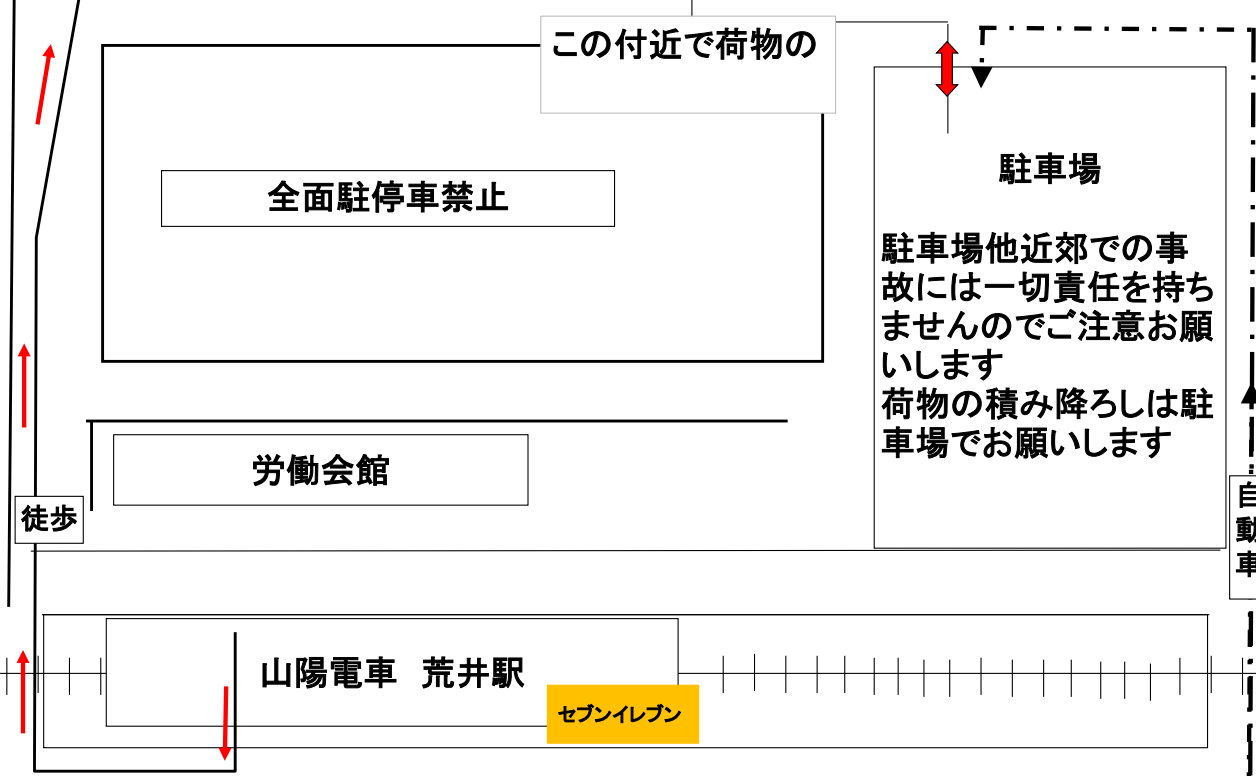 この付近で荷物の
駐車場
全面駐停車禁止
駐車場他近郊での事
故には一切責任を持ち
ませんのでご注意お願
いします
荷物の積み降ろしは駐
車場でお願いします
労働会館
徒歩
自
動
車
山陽電車　荒井駅
セブンイレブン